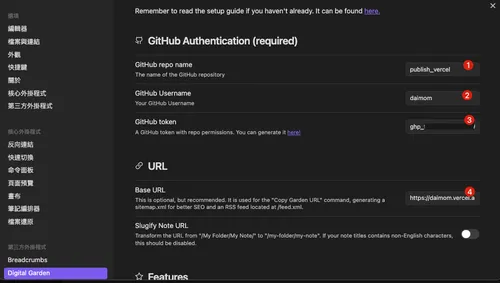 Remember to read the setup guide if you haven't already. It can found here.
選項
編輯器
檔案與連結
外觀
快捷鍵
關於
核心外掛程式
第三方外掛程式
核心外掛程式
反向連結
快速切換
命令面板
頁面預覽
畫布
筆記編排器
檔案還原
第三方外掛程式
Breadcrumbs
Digital Garden
GitHub Authentication (required)
GitHub repo name
The name of the GitHub repository
publish_vercel
1
GitHub Username
Your GitHub Username
daimom
2
GitHub token
A GitHub token with repo permissions. You can generate it here!
ghp_
3
URL
Base URL
This is optional, but recommended. It is used for the "Copy Garden URL" command, generating
a sitemap.xml for better SEO and an RSS feed located at /feed.xml.
https://daimom.vercel.a
4
Slugify Note URL
Transform the URL from "/My Folder/My Note/" to "/my-folder/my-note". If your note titles contains non-English characters,
this should be disabled.
Features